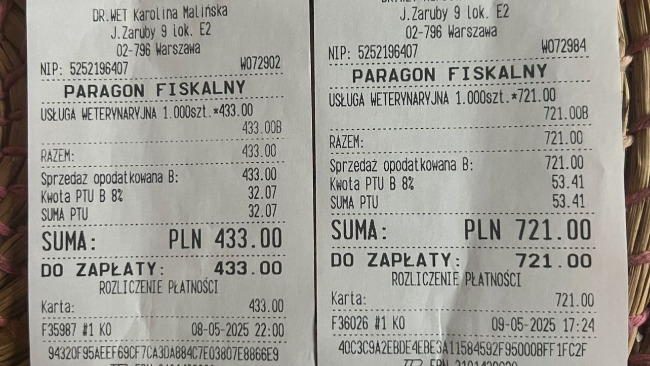 DR.WET Karolina Malińska
J.Zaruby 9 lok. E2
02-796 Warszawa
NIP: 5252196407 W072902
PARAGON FISKALNY
USŁUGA WETERYNARYJNA 1.000szt.*433.00
433.00B
RAZEM: 433.00
Sprzedaż opodatkowana B: 433.00
Kwota PTU B 8% 32.07
SUMA PTU 32.07
SUMA: PLN 433.00
DO ZAPŁATY: 433.00
ROZLICZENIE PŁATNOŚCI
Karta: 433.00
F35987 #1 KO 08-05-2025 22:00
94320F95AEEF69CF7CA3DA884C7E03807E8866E9
J.Zaruby 9 lok. E2
02-796 Warszawa
NIP: 5252196407 W072984
PARAGON FISKALNY
USŁUGA WETERYNARYJNA 1.000szt.*721.00
721.00B
RAZEM: 721.00
Sprzedaż opodatkowana B: 721.00
Kwota PTU B 8% 53.41
SUMA PTU 53.41
SUMA: PLN 721.00
DO ZAPŁATY: 721.00
ROZLICZENIE PŁATNOŚCI
Karta: 721.00
F36026 #1 KO 09-05-2025 17:24
40C3C9A2EBDE4EBE3A11584592F95000BFF1FC2F